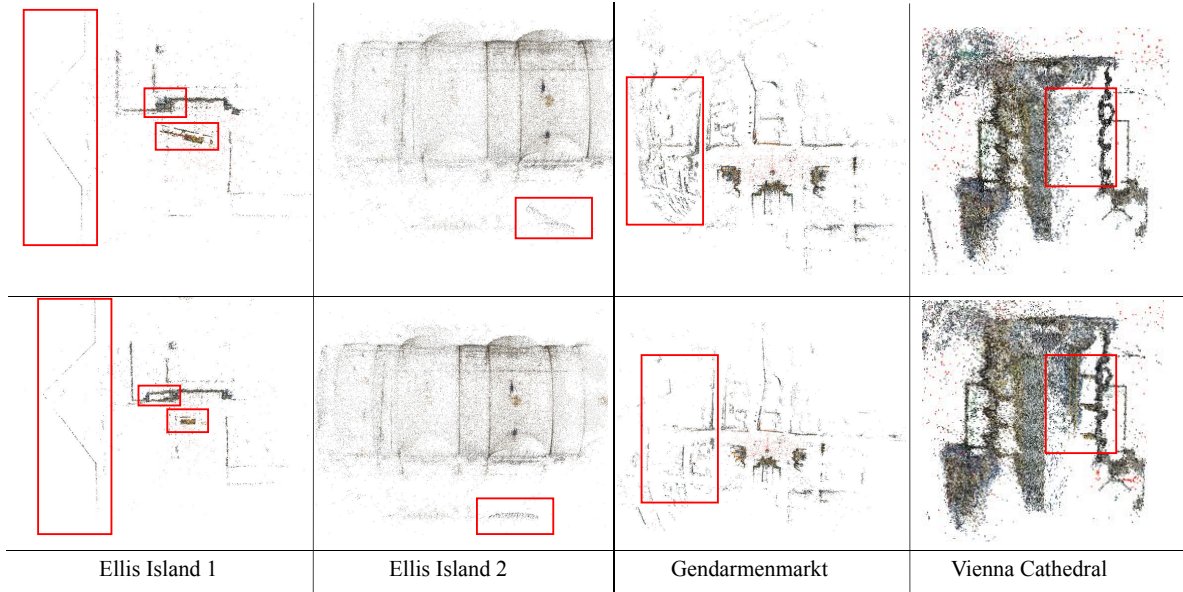 Ellis Island 1
Ellis Island 2
Gendarmenmarkt
Vienna Cathedral